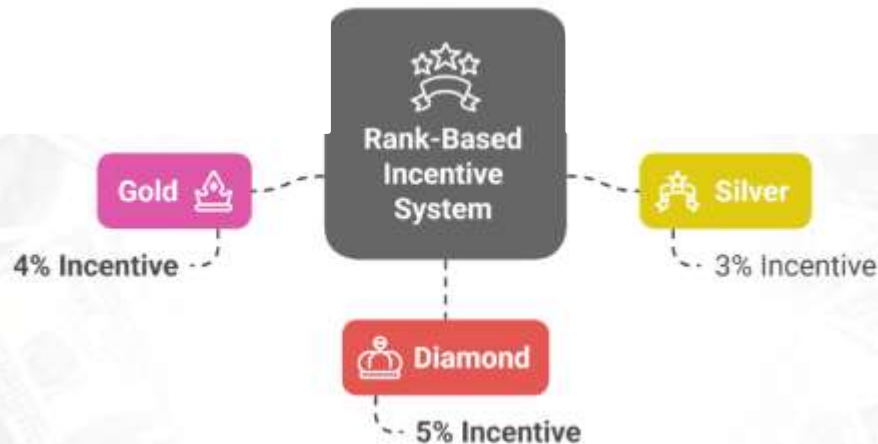 Rank-Based
Incentive
System
Gold
4% Incentive
Silver
3% Incentive
Diamond
5% Incentive